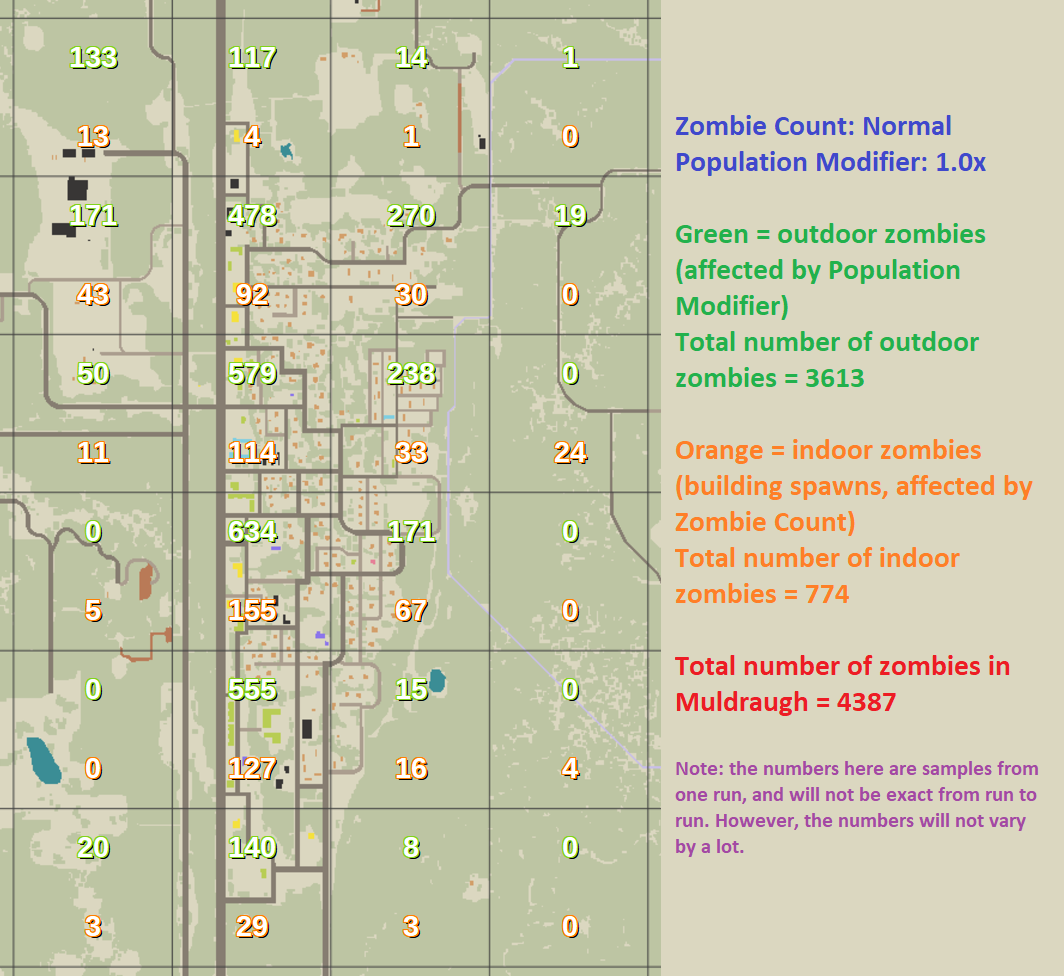 133 117 14 1
13 4 1 0
171 478 270 19
43 92 30 0
50 579 238 0
11 114 33 24
0 634 171 0
5 155 67 0
0 555 15 0
0 127 16 4
20 140 8 0
3 29 3 0
Zombie Count: Normal
Population Modifier: 1.0x
Green = outdoor zombies
(affected by Population
Modifier)
Total number of outdoor
zombies = 3613
Orange = indoor zombies
(building spawns, affected by
Zombie Count)
Total number of indoor
zombies = 774
Total number of zombies in
Muldraugh = 4387
Note: the numbers here are samples from
one run, and will not be exact from run to
run. However, the numbers will not vary
by a lot.